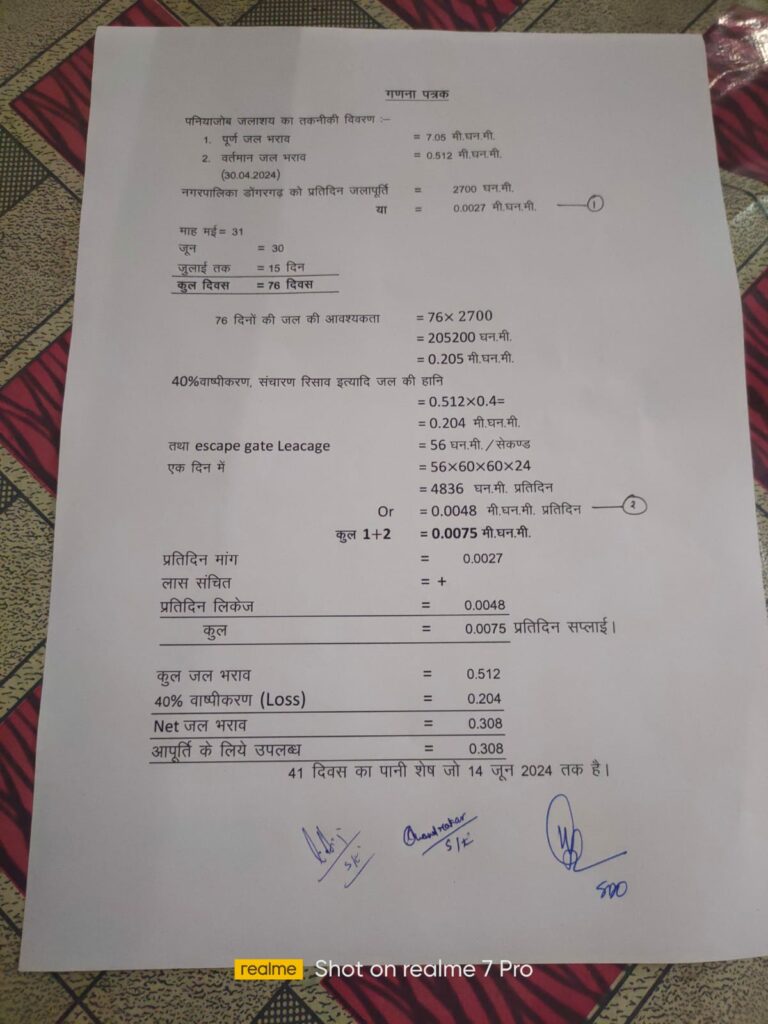 गणना पत्रक
पनियाजोब जलाशय का तकनीकी विवरण :–
1. पूर्ण जल भराव = 7.05 मी.घन.मी.
2. वर्तमान जल भराव = 0.512 मी.घन.मी.
(30.04.2024)
नगरपालिका डोंगरगढ़ को प्रतिदिन जलापूर्ति = 2700 घन.मी.
या = 0.0027 मी.घन.मी. 1
माह मई= 31
जून = 30
जुलाई तक = 15 दिन
कुल दिवस = 76 दिवस
76 दिनों की जल की आवश्यकता = 76× 2700
= 205200 घन.मी.
= 0.205 मी.घन.मी.
40%वाष्पीकरण, संचारण रिसाव इत्यादि जल की हानि
= 0.512×0.4=
= 0.204 मी.घन.मी.
तथा escape gate Leacage = 56 घन.मी./सेकण्ड
एक दिन में = 56×60×60×24
= 4836 घन.मी. प्रतिदिन
Or = 0.0048 मी.घन.मी. प्रतिदिन 2
कुल 1+2 = 0.0075 मी.घन.मी.
प्रतिदिन मांग = 0.0027
लास संचित = +
प्रतिदिन लिकेज = 0.0048
कुल = 0.0075 प्रतिदिन सप्लाई।
कुल जल भराव = 0.512
40% वाष्पीकरण (Loss) = 0.204
Net जल भराव = 0.308
आपूर्ति के लिये उपलब्ध = 0.308
41 दिवस का पानी शेष जो 14 जून 2024 तक है।
Chandrakar
S/E
S/E
SDO
realme Shot on realme 7 Pro